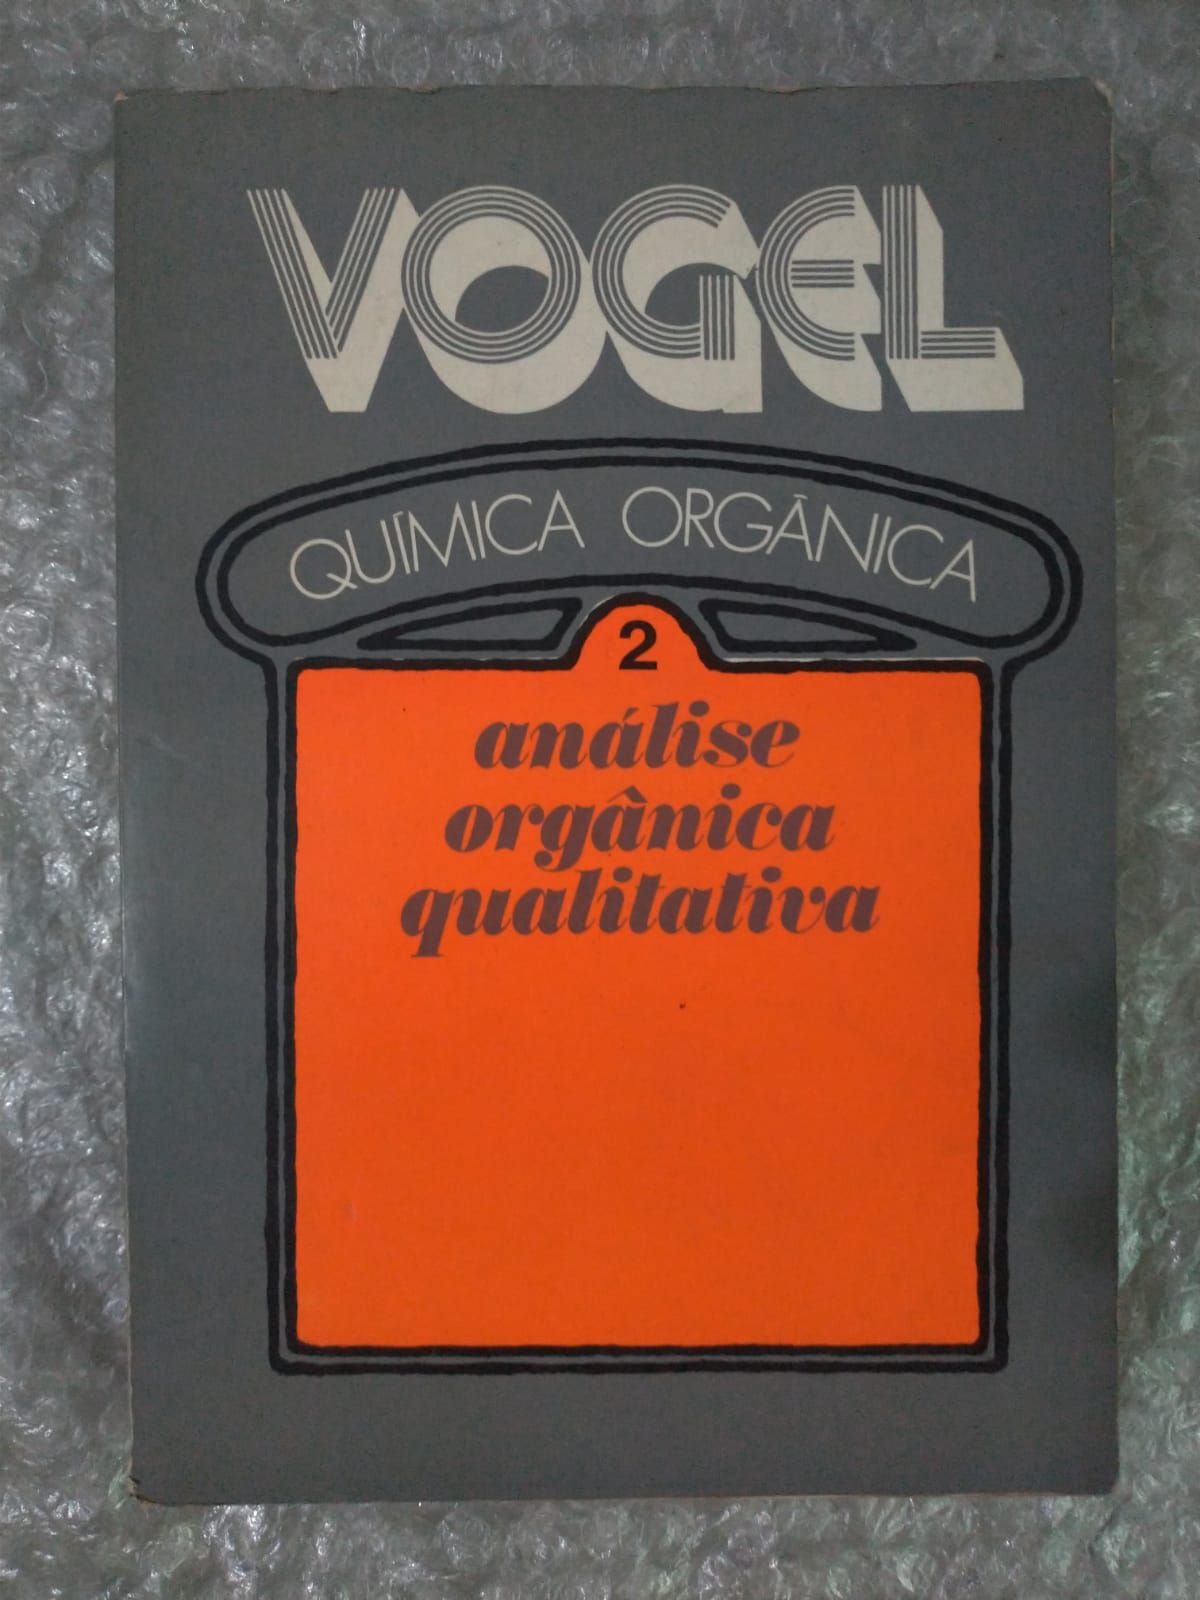 VOGEL
QUÍMICA ORGÂNICA
2
análise
orgânica
qualitativa